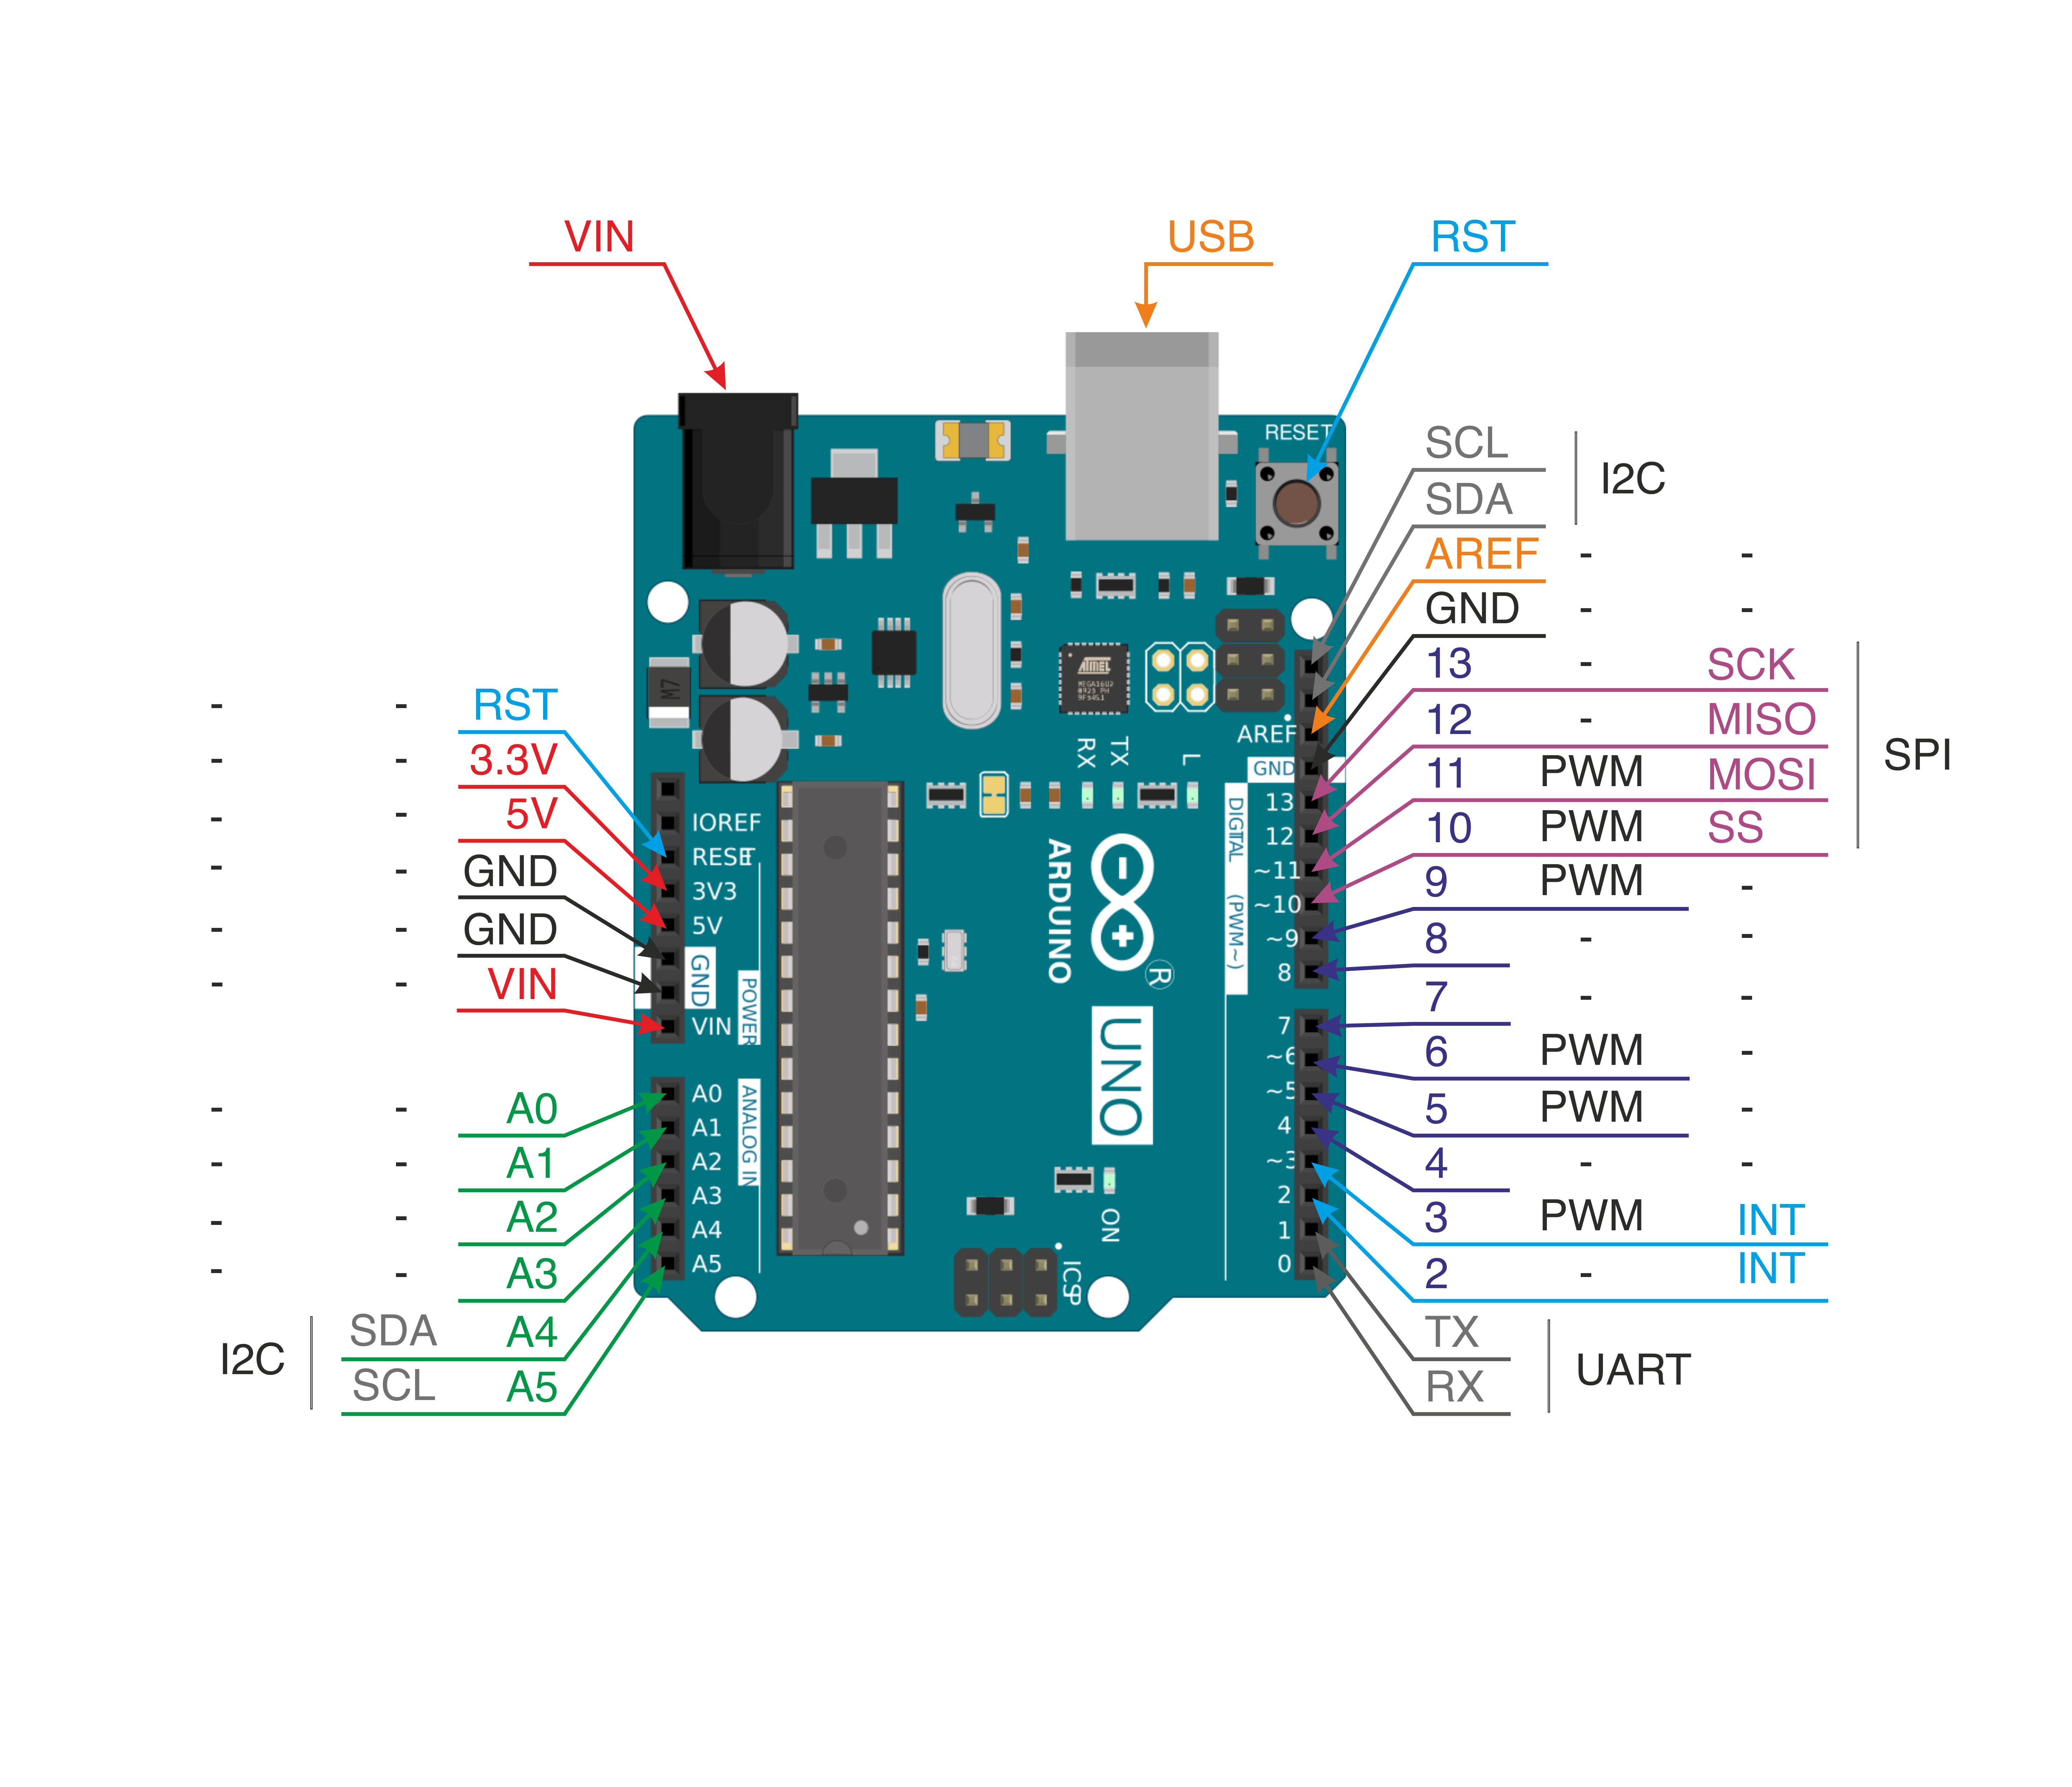 VIN
USB
RST
SCL
SDA
I2C
AREF - -
GND - -
13 - SCK
12 - MISO
11 PWM MOSI
10 PWM SS
SPI
9 PWM -
8 - -
7 - -
6 PWM -
5 PWM -
4 - -
3 PWM INT
2 - INT
TX
RX
UART
- - RST
- - 3.3V
- - 5V
- - GND
- - GND
- - VIN
- - A0
- - A1
- - A2
- - A3
I2C
SDA A4
SCL A5
RESET
7M
ATMEL
MEGA16U2
RX
TX
L
AREF
GND
13
12
~11
~10
~9
8
7
~6
~5
4
~3
2
1
0
DIGITAL (PWM~)
IOREF
RESET
3V3
5V
GND
VIN
POWER
A0
A1
A2
A3
A4
A5
ANALOG IN
ARDUINO
®
UNO
ON
ICSP